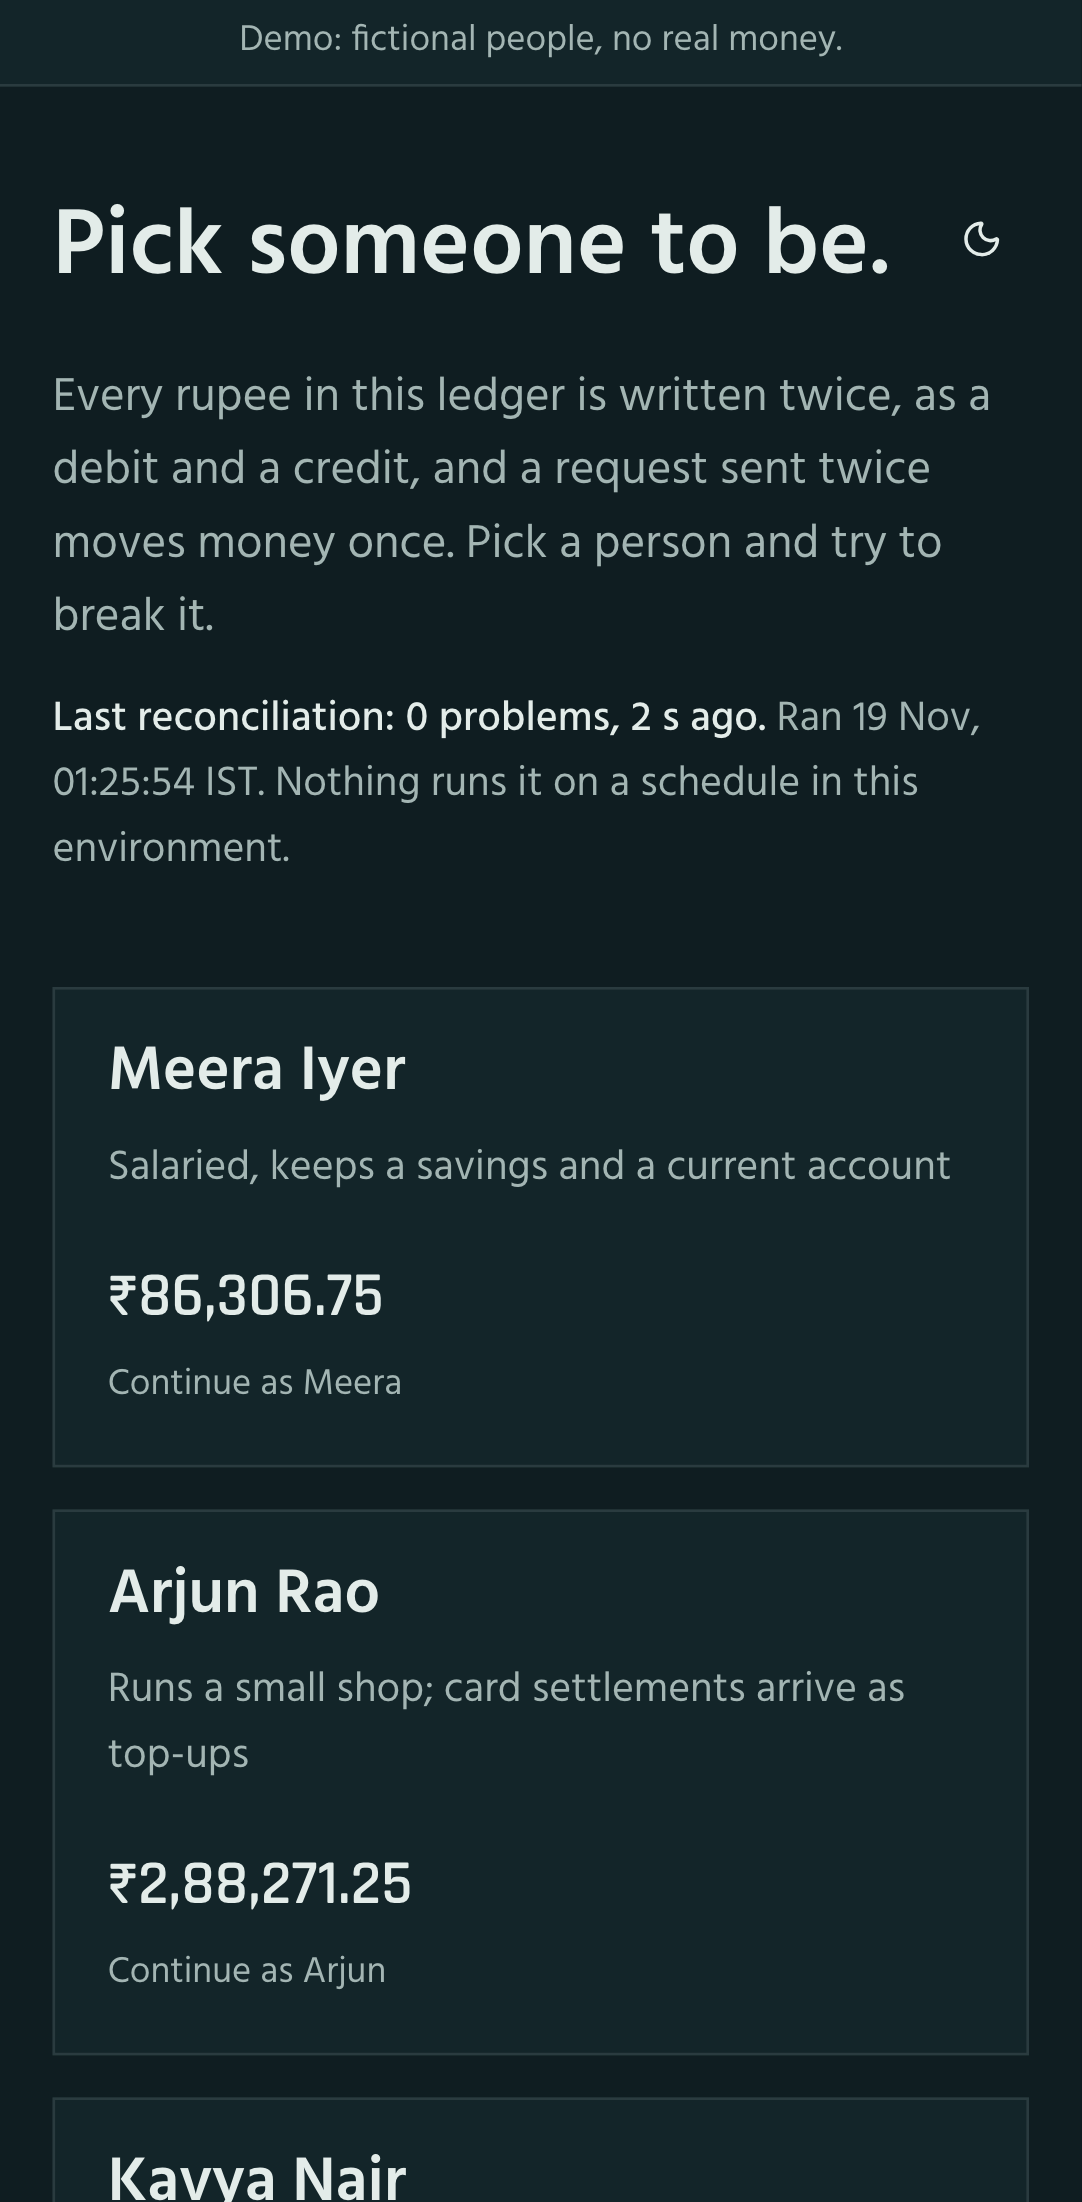 Demo: fictional people, no real money.
Pick someone to be.
Every rupee in this ledger is written twice, as a
debit and a credit, and a request sent twice
moves money once. Pick a person and try to
break it.
Last reconciliation: 0 problems, 2 s ago. Ran 19 Nov,
01:25:54 IST. Nothing runs it on a schedule in this
environment.
Meera Iyer
Salaried, keeps a savings and a current account
₹86,306.75
Continue as Meera
Arjun Rao
Runs a small shop; card settlements arrive as
top-ups
₹2,88,271.25
Continue as Arjun
Kavya Nair